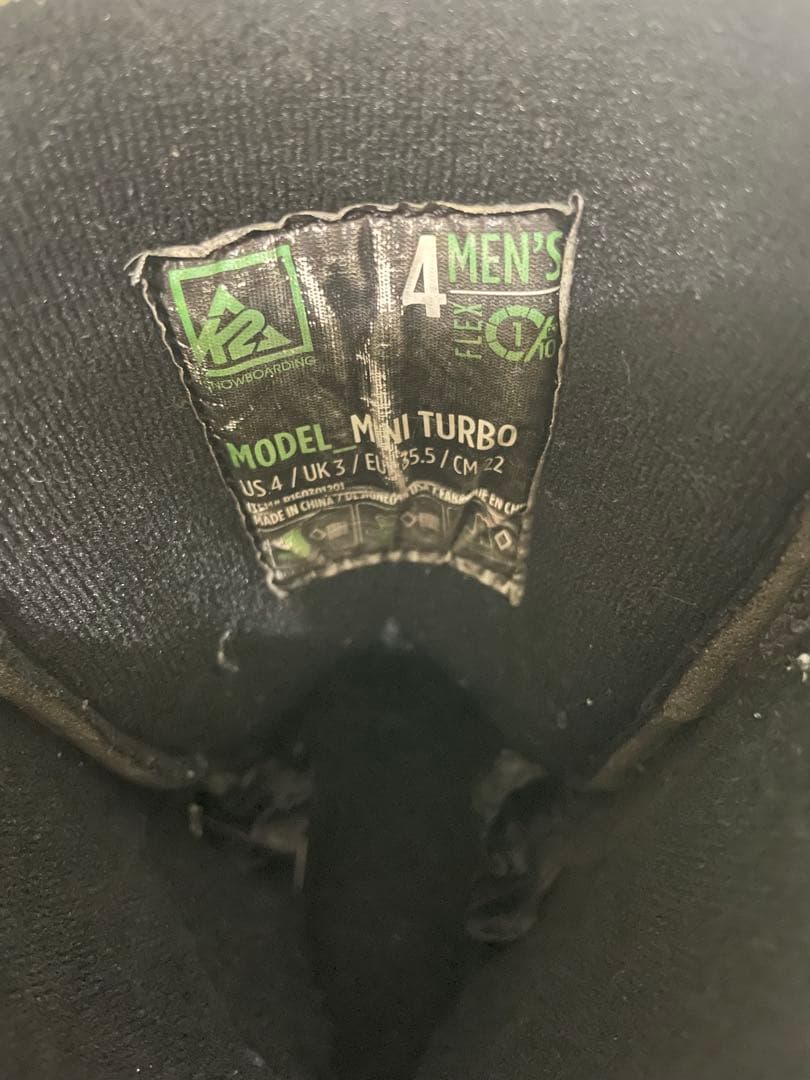 K2
SNOWBOARDING
4 MEN'S
FLEX 1/10
MODEL_MINI TURBO
US 4 / UK 3 / EU 35.5 / CM 22
MADE IN CHINA / DESIGNED